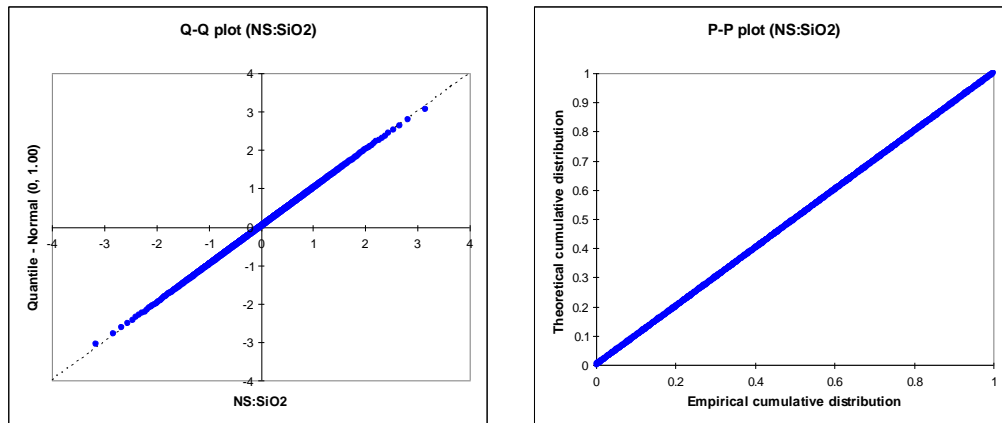 Q-Q plot (NS:SiO2)
4
3
2
1
0
-1
-2
-3
-4
-4 -3 -2 -1 0 1 2 3 4
Quantile - Normal (0, 1.00)
NS:SiO2
P-P plot (NS:SiO2)
1
0.9
0.8
0.7
0.6
0.5
0.4
0.3
0.2
0.1
0
0 0.2 0.4 0.6 0.8 1
Theoretical cumulative distribution
Empirical cumulative distribution